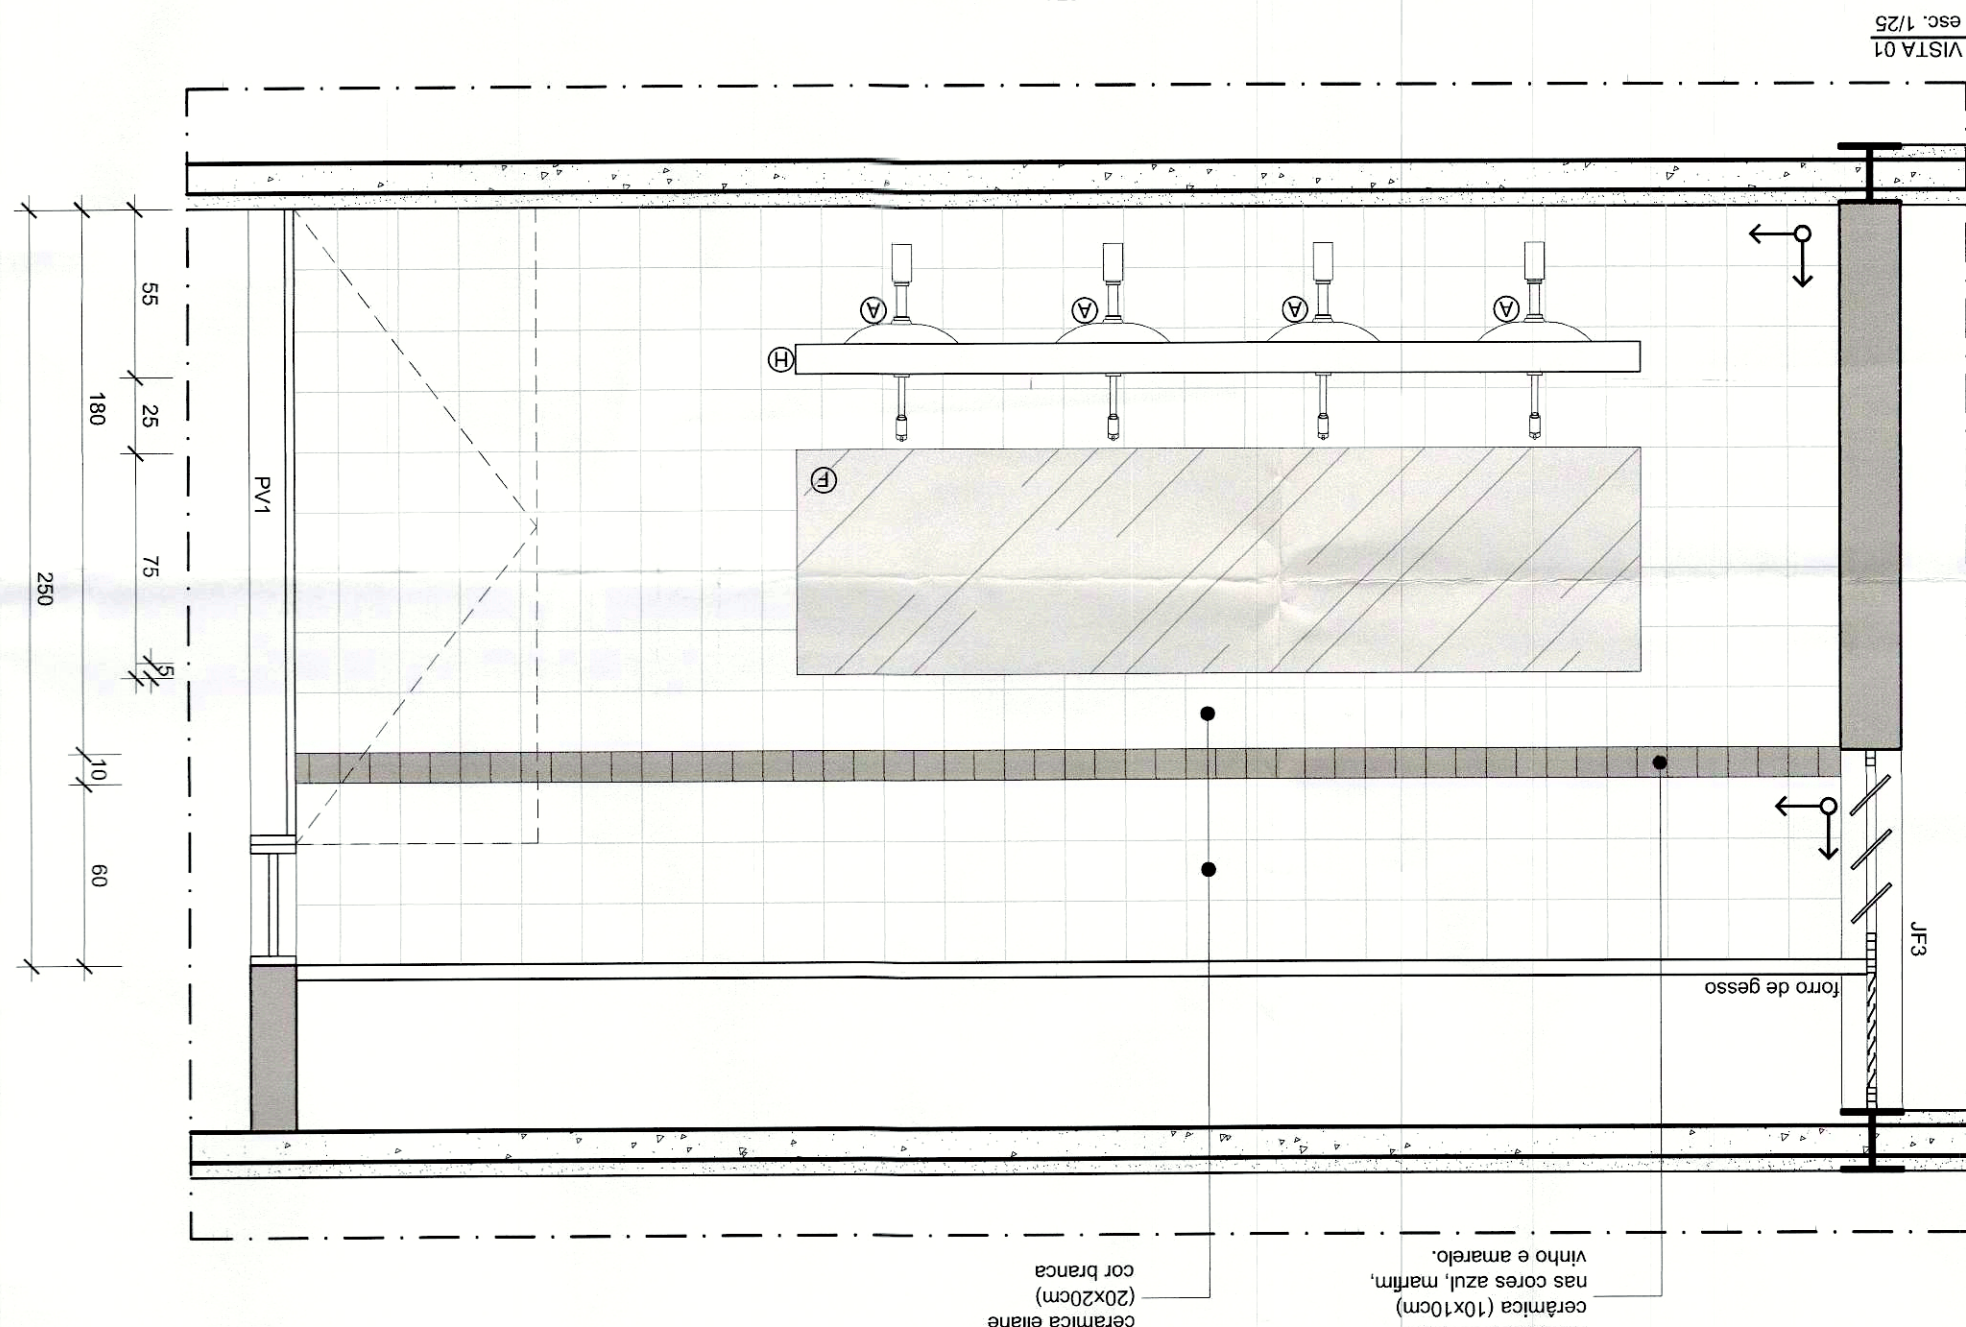 cerâmica (10x10cm)
nas cores azul, marfim,
vinho e amarelo.
cerâmica eliane
(20x20cm)
cor branca
forro de gesso
JF3
60
10
250
5
75
PV1
F
180
25
H
55
A
A
A
A
VISTA 01
esc. 1/25